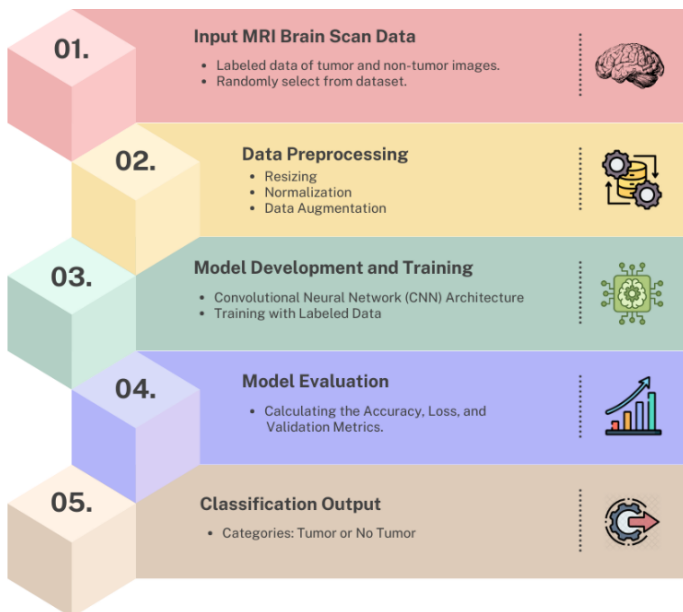 01.
Input MRI Brain Scan Data
• Labeled data of tumor and non-tumor images.
• Randomly select from dataset.
02.
Data Preprocessing
• Resizing
• Normalization
• Data Augmentation
03.
Model Development and Training
• Convolutional Neural Network (CNN) Architecture
• Training with Labeled Data
04.
Model Evaluation
• Calculating the Accuracy, Loss, and
Validation Metrics.
05.
Classification Output
• Categories: Tumor or No Tumor